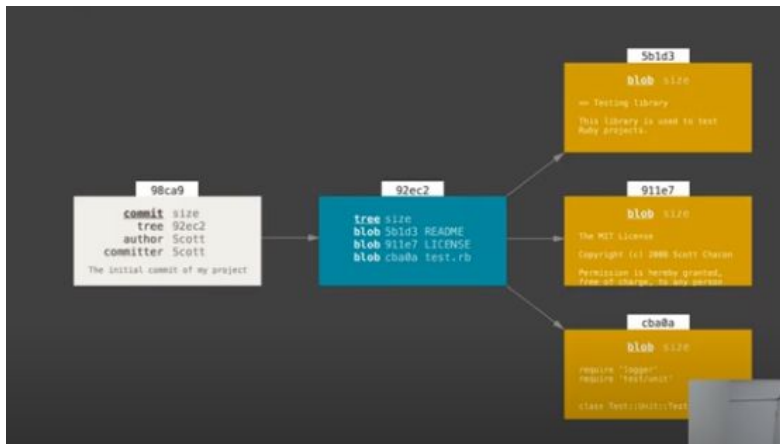 98ca9
commit size
tree 92ec2
author Scott
committer Scott
The initial commit of my project
92ec2
tree size
blob 5b1d3 README
blob 911e7 LICENSE
blob cba0a test.rb
5b1d3
blob size
== Testing library
This library is used to test
Ruby projects.
911e7
blob size
The MIT License
Copyright (c) 2008 Scott Chacon
Permission is hereby granted,
free of charge, to any person
cba0a
blob size
require 'logger'
require 'test/unit'
class Test::Unit::Test